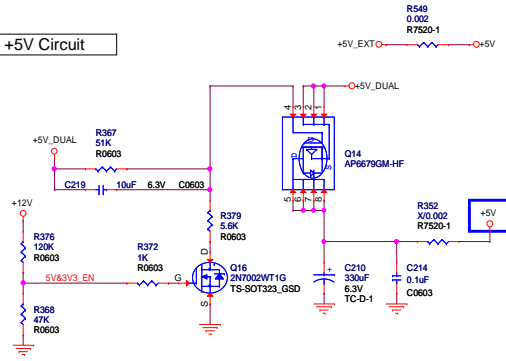 R549
0.002
R7520-1
+5V_EXT
+5V
+5V Circuit
+5V_DUAL
4 3 2 1
+5V_DUAL
R367
51K
R0603
Q14
AP6679GM-HF
D
G
S
C219
10uF
6.3V
C0603
5 6 7 8
+12V
R379
5.6K
R0603
R352
X/0.002
R7520-1
+5V
R376
120K
R0603
R372
1K
R0603
D
G
S
Q16
2N7002WT1G
TS-SOT323_GSD
5V&3V3_EN
+
C210
330uF
6.3V
TC-D-1
C214
0.1uF
C0603
R368
47K
R0603